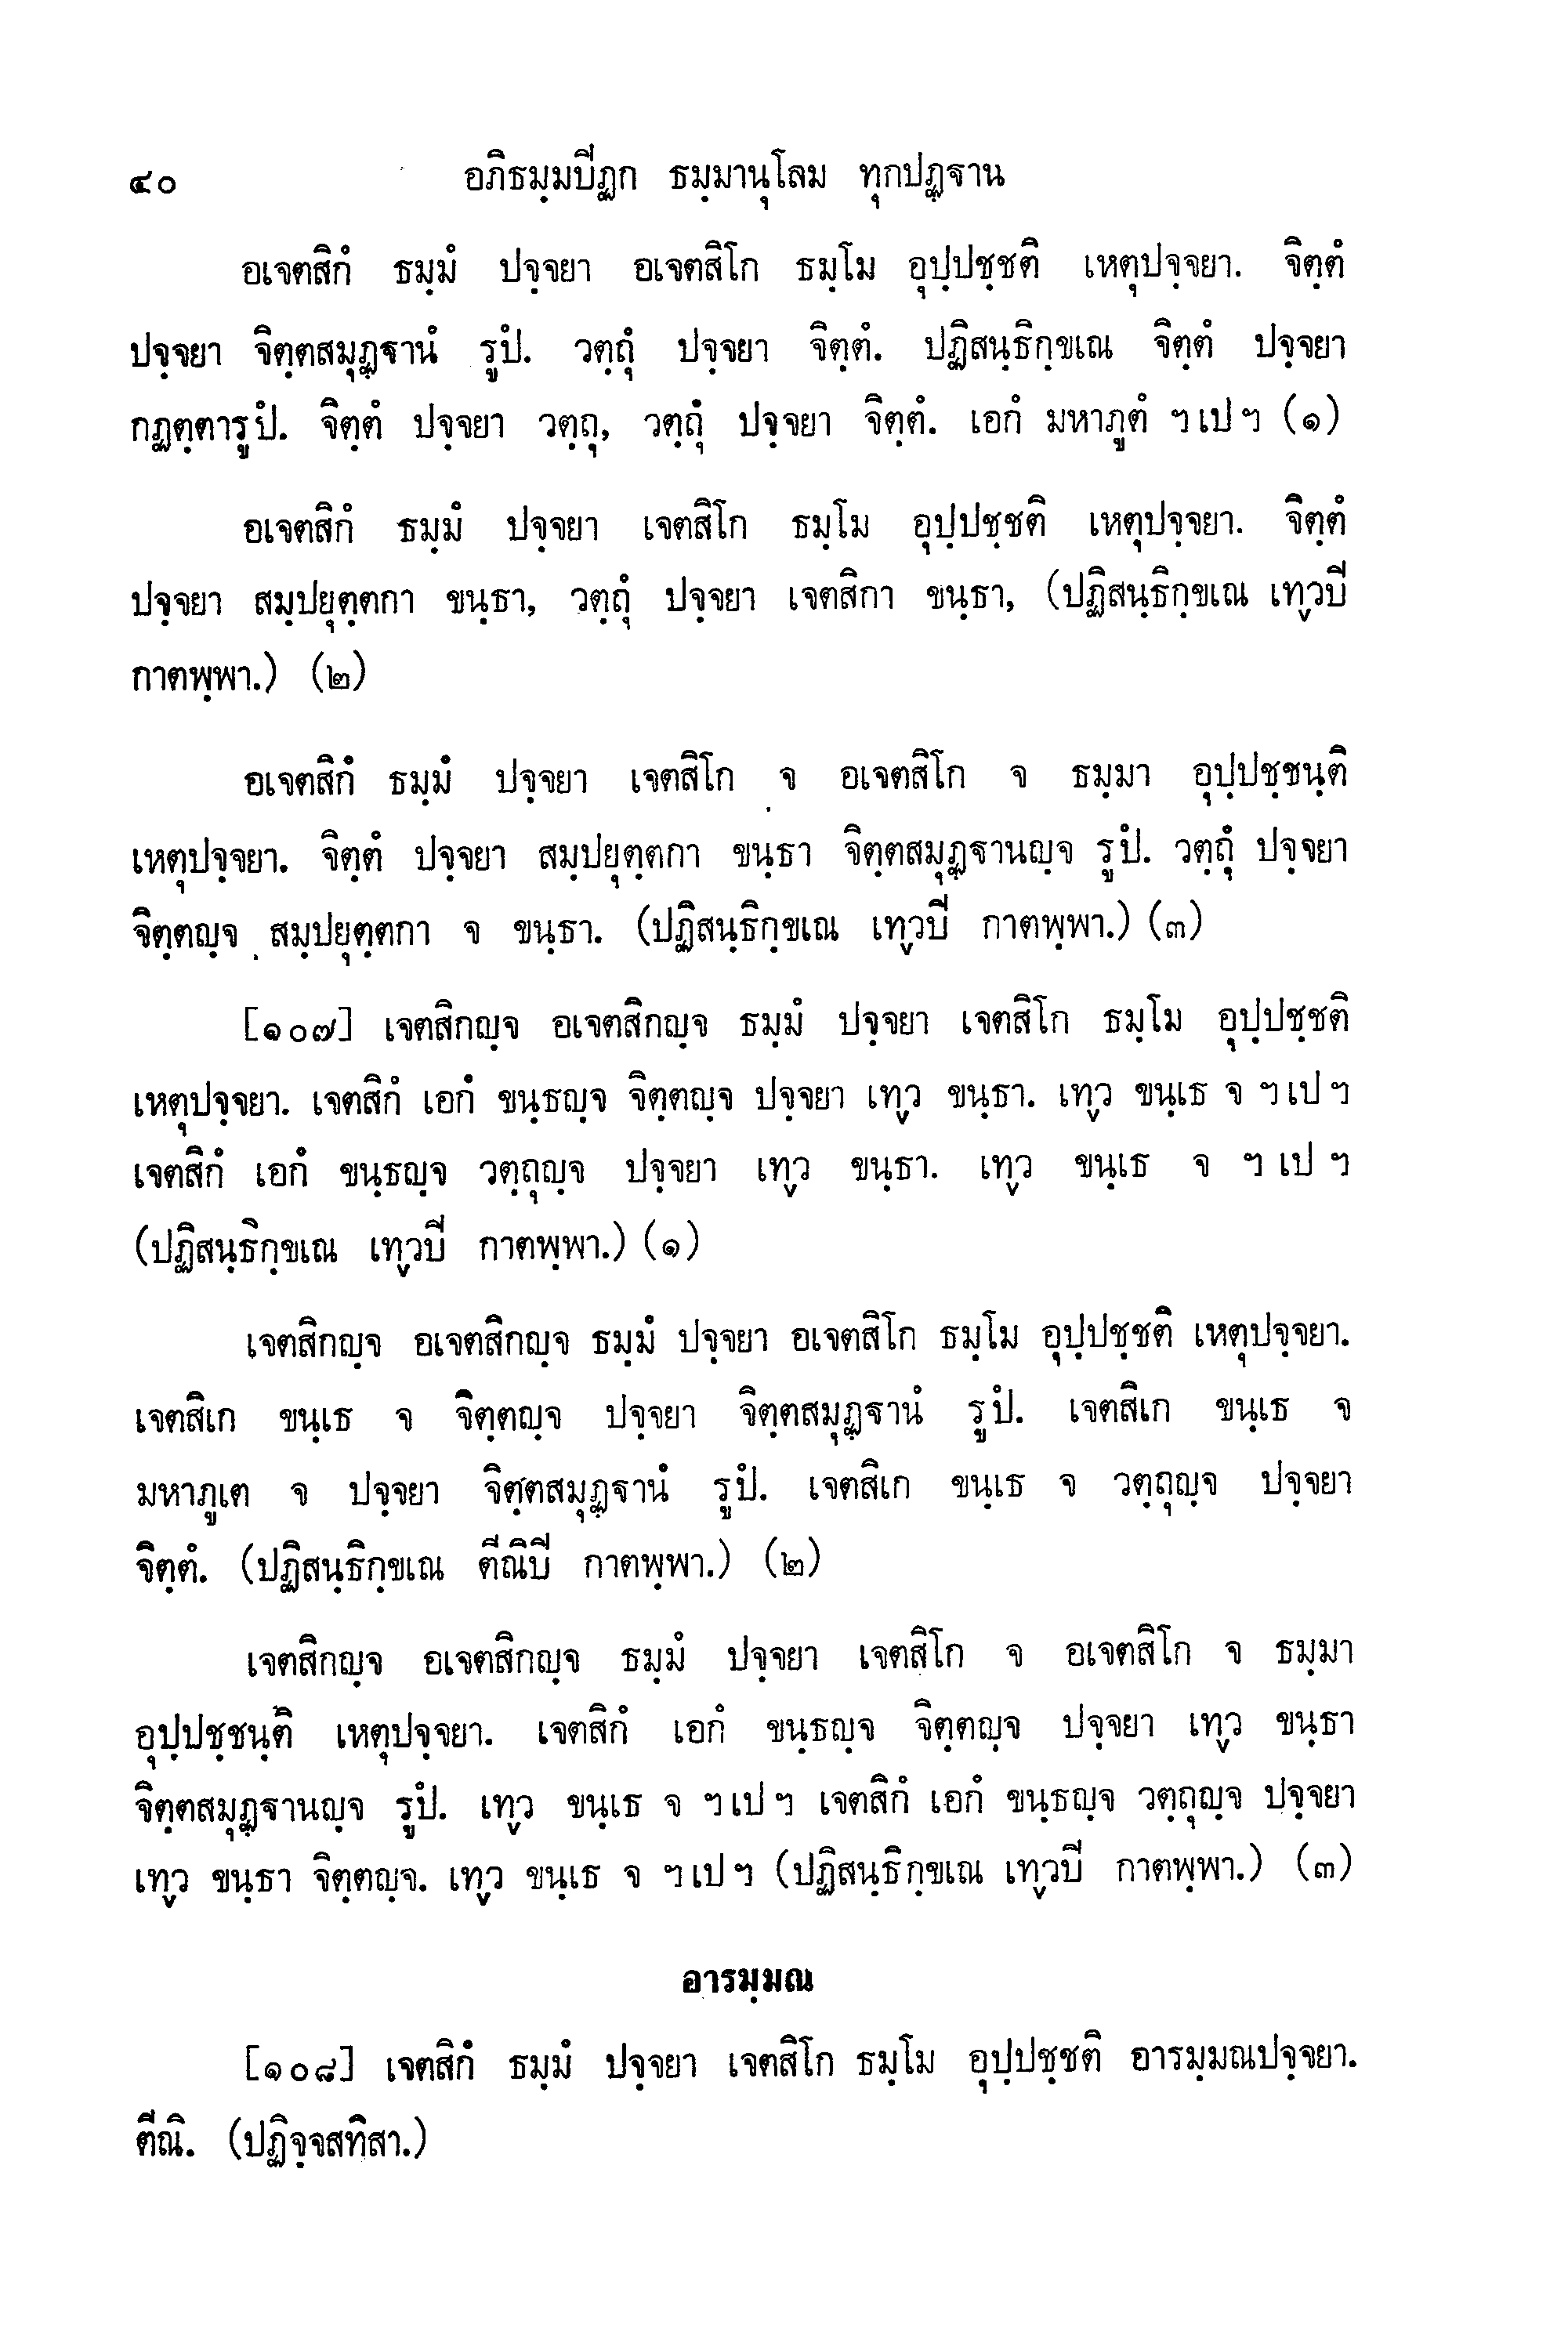 ๔๐ อภิธมฺมปิฏก ธมฺมานุโลม ทุกปฏฺฐาน
อเจตสิกํ ธมฺมํ ปจฺจยา อเจตสิโก ธมฺโม อุปฺปชฺชติ เหตุปจฺจยา. จิตฺตํ
ปจฺจยา จิตฺตสมุฏฺฐานํ รูปํ. วตฺถุํ ปจฺจยา จิตฺตํ. ปฏิสนฺธิกฺขเณ จิตฺตํ ปจฺจยา
กฏตฺตารูปํ. จิตฺตํ ปจฺจยา วตฺถุ, วตฺถุํ ปจฺจยา จิตฺตํ. เอกํ มหาภูตํ ฯ เป ฯ (๑)
อเจตสิกํ ธมฺมํ ปจฺจยา เจตสิโก ธมฺโม อุปฺปชฺชติ เหตุปจฺจยา. จิตฺตํ
ปจฺจยา สมฺปยุตฺตกา ขนฺธา, วตฺถุํ ปจฺจยา เจตสิกา ขนฺธา, (ปฏิสนฺธิกฺขเณ เทฺวปิ
กาตพฺพา.) (๒)
อเจตสิกํ ธมฺมํ ปจฺจยา เจตสิโก จ อเจตสิโก จ ธมฺมา อุปฺปชฺชนฺติ
เหตุปจฺจยา. จิตฺตํ ปจฺจยา สมฺปยุตฺตกา ขนฺธา จิตฺตสมุฏฺฐานญฺจ รูปํ. วตฺถุํ ปจฺจยา
จิตฺตญฺจ สมฺปยุตฺตกา จ ขนฺธา. (ปฏิสนฺธิกฺขเณ เทฺวปิ กาตพฺพา.) (๓)
[๑๐๗] เจตสิกญฺจ อเจตสิกญฺจ ธมฺมํ ปจฺจยา เจตสิโก ธมฺโม อุปฺปชฺชติ
เหตุปจฺจยา. เจตสิกํ เอกํ ขนฺธญฺจ จิตฺตญฺจ ปจฺจยา เทฺว ขนฺธา. เทฺว ขนฺเธ จ ฯ เป ฯ
เจตสิกํ เอกํ ขนฺธญฺจ วตฺถุญฺจ ปจฺจยา เทฺว ขนฺธา. เทฺว ขนฺเธ จ ฯ เป ฯ
(ปฏิสนฺธิกฺขเณ เทฺวปิ กาตพฺพา.) (๑)
เจตสิกญฺจ อเจตสิกญฺจ ธมฺมํ ปจฺจยา อเจตสิโก ธมฺโม อุปฺปชฺชติ เหตุปจฺจยา.
เจตสิเก ขนฺเธ จ จิตฺตญฺจ ปจฺจยา จิตฺตสมุฏฺฐานํ รูปํ. เจตสิเก ขนฺเธ จ
มหาภูเต จ ปจฺจยา จิตฺตสมุฏฺฐานํ รูปํ. เจตสิเก ขนฺเธ จ วตฺถุญฺจ ปจฺจยา
จิตฺตํ. (ปฏิสนฺธิกฺขเณ ตีณิปิ กาตพฺพา.) (๒)
เจตสิกญฺจ อเจตสิกญฺจ ธมฺมํ ปจฺจยา เจตสิโก จ อเจตสิโก จ ธมฺมา
อุปฺปชฺชนฺติ เหตุปจฺจยา. เจตสิกํ เอกํ ขนฺธญฺจ จิตฺตญฺจ ปจฺจยา เทฺว ขนฺธา
จิตฺตสมุฏฺฐานญฺจ รูปํ. เทฺว ขนฺเธ จ ฯ เป ฯ เจตสิกํ เอกํ ขนฺธญฺจ วตฺถุญฺจ ปจฺจยา
เทฺว ขนฺธา จิตฺตญฺจ. เทฺว ขนฺเธ จ ฯ เป ฯ (ปฏิสนฺธิกฺขเณ เทฺวปิ กาตพฺพา.) (๓)
อารมฺมณ
[๑๐๘] เจตสิกํ ธมฺมํ ปจฺจยา เจตสิโก ธมฺโม อุปฺปชฺชติ อารมฺมณปจฺจยา.
ตีณิ. (ปฏิจฺจสทิสา.)